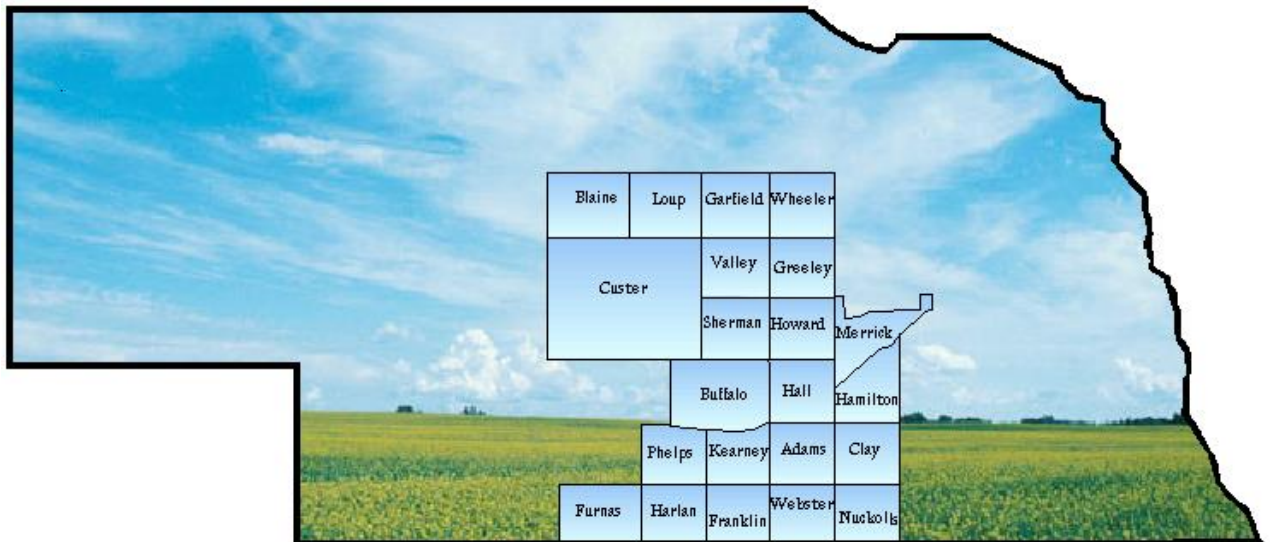 Blaine
Loup
Garfield
Wheeler
Custer
Valley
Greeley
Sherman
Howard
Merrick
Buffalo
Hall
Hamilton
Phelps
Kearney
Adams
Clay
Furnas
Harlan
Franklin
Webster
Nuckolls